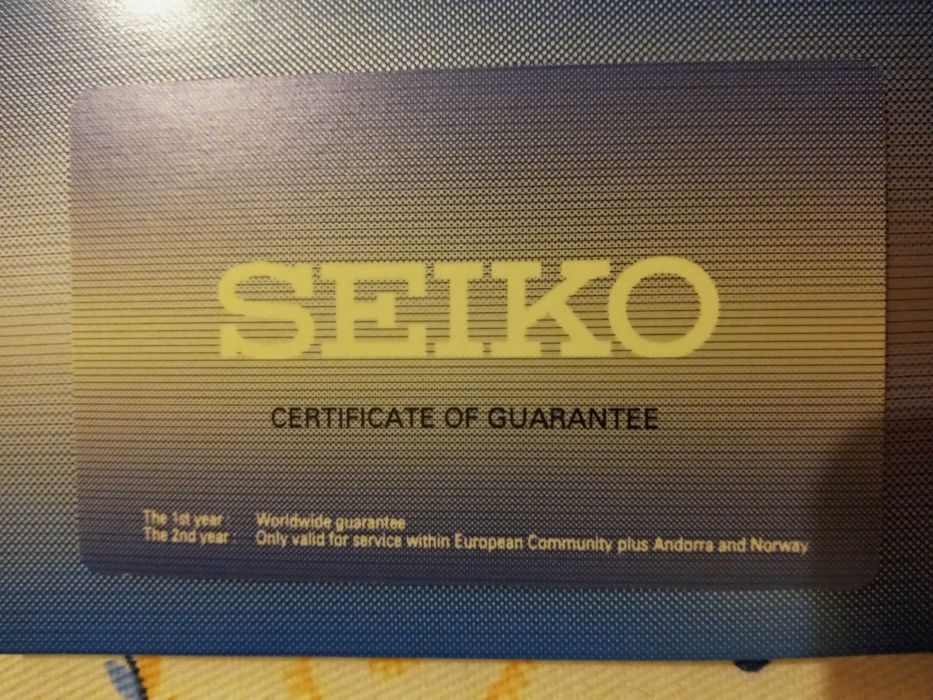 SEIKO
CERTIFICATE OF GUARANTEE
The 1st year Worldwide guarantee
The 2nd year Only valid for service within European Community plus Andorra and Norway